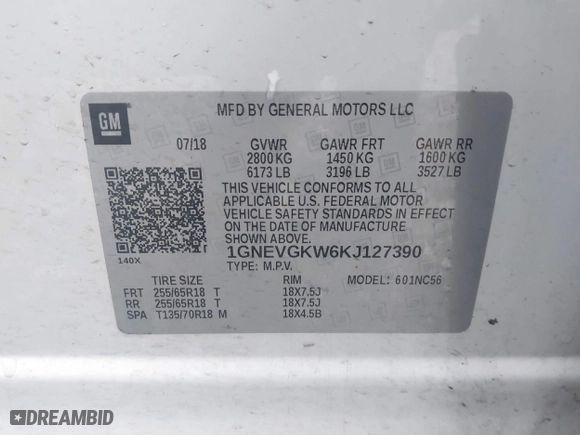 GM
MFD BY GENERAL MOTORS LLC
07/18 GVWR GAWR FRT GAWR RR
2800 KG 1450 KG 1600 KG
6173 LB 3196 LB 3527 LB
THIS VEHICLE CONFORMS TO ALL
APPLICABLE U.S. FEDERAL MOTOR
VEHICLE SAFETY STANDARDS IN EFFECT
ON THE DATE OF MANUFACTURE
SHOWN ABOVE.
140X
1GNEVGKW6KJ127390
TYPE: M.P.V. MODEL: 601NC56
TIRE SIZE RIM
FRT 255/65R18 T 18X7.5J
RR 255/65R18 T 18X7.5J
SPA T135/70R18 M 18X4.5B
DREAMBID